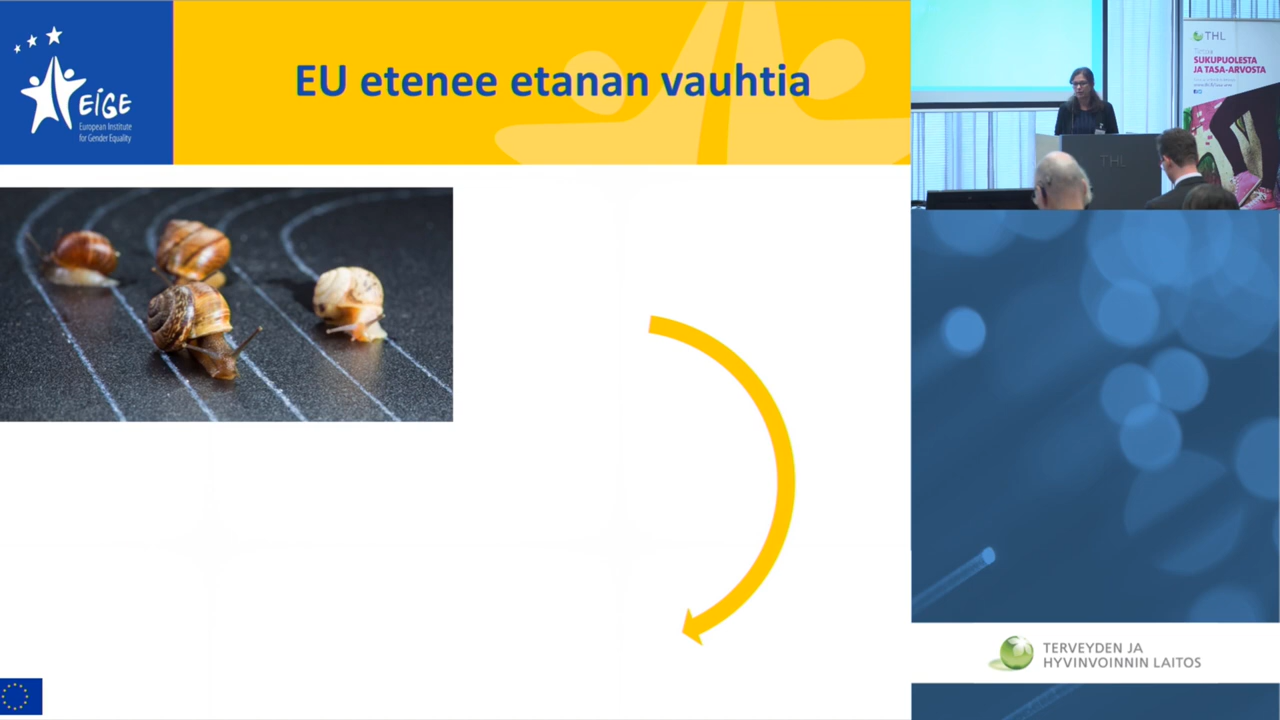 EU etenee etanan vauhtia
EIGE
European Institute
for Gender Equality
THL
SUKUPUOLESTA
JA TASA-ARVOSTA
THL
TERVEYDEN JA
HYVINVOINNIN LAITOS